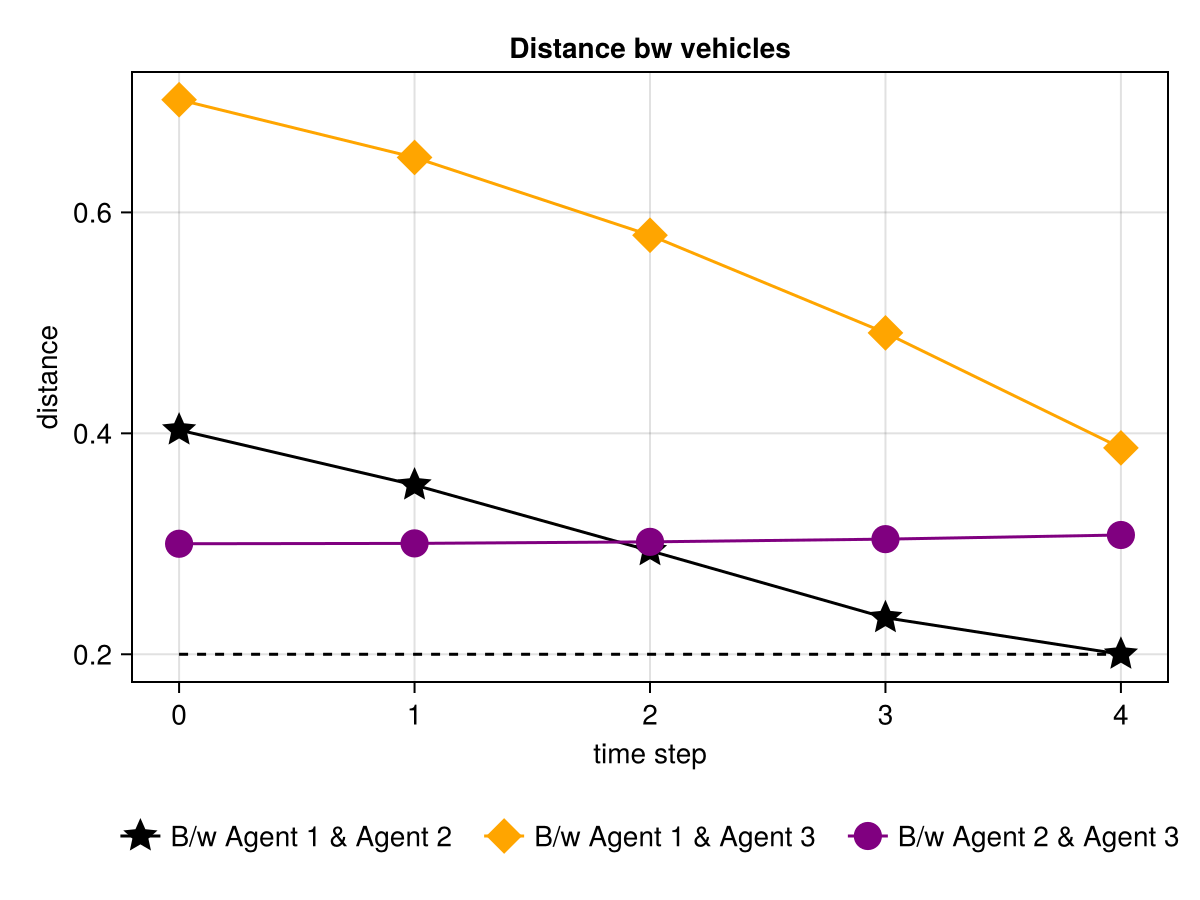 Distance bw vehicles
distance
0.6
0.4
0.2
0 1 2 3 4
time step
B/w Agent 1 & Agent 2 B/w Agent 1 & Agent 3 B/w Agent 2 & Agent 3